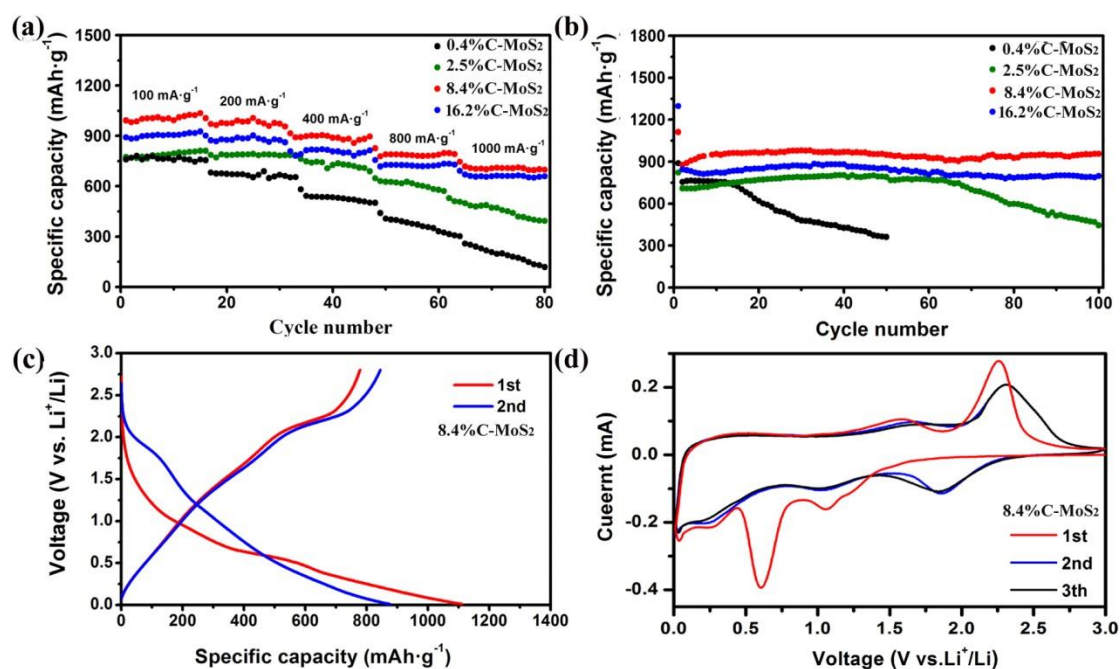 (a)
1500
1200
900
600
300
0
Specific capacity (mAh·g⁻¹)
0.4%C-MoS₂
2.5%C-MoS₂
8.4%C-MoS₂
16.2%C-MoS₂
100 mA·g⁻¹
200 mA·g⁻¹
400 mA·g⁻¹
800 mA·g⁻¹
1000 mA·g⁻¹
0 20 40 60 80
Cycle number
(b)
1800
1500
1200
900
600
300
0
Specific capacity (mAh·g⁻¹)
0.4%C-MoS₂
2.5%C-MoS₂
8.4%C-MoS₂
16.2%C-MoS₂
0 20 40 60 80 100
Cycle number
(c)
3.0
2.5
2.0
1.5
1.0
0.5
0.0
Voltage (V vs. Li⁺/Li)
1st
2nd
8.4%C-MoS₂
0 200 400 600 800 1000 1200 1400
Specific capacity (mAh·g⁻¹)
(d)
0.2
0.0
-0.2
-0.4
Cueernt (mA)
8.4%C-MoS₂
1st
2nd
3th
0.0 0.5 1.0 1.5 2.0 2.5 3.0
Voltage (V vs.Li⁺/Li)